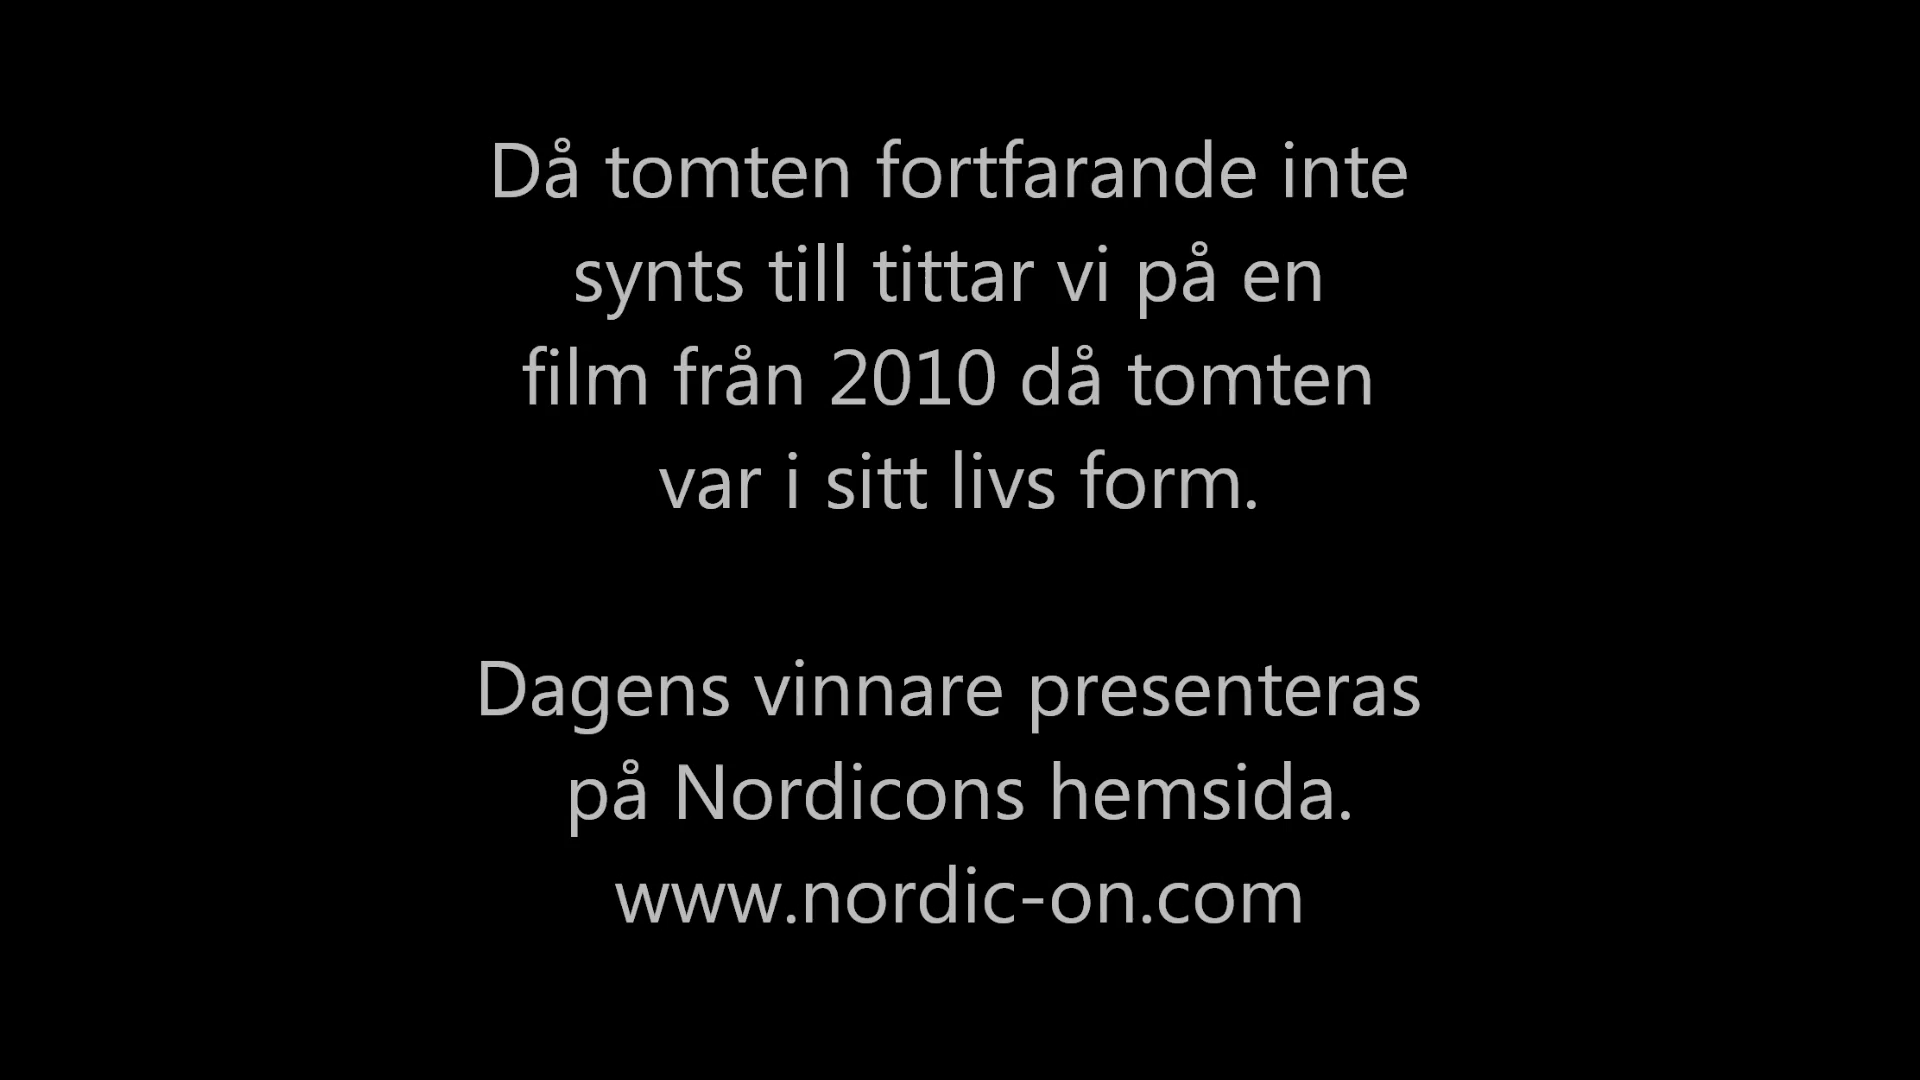 Då tomten fortfarande inte
synts till tittar vi på en
film från 2010 då tomten
var i sitt livs form.
Dagens vinnare presenteras
på Nordicons hemsida.
www.nordic-on.com